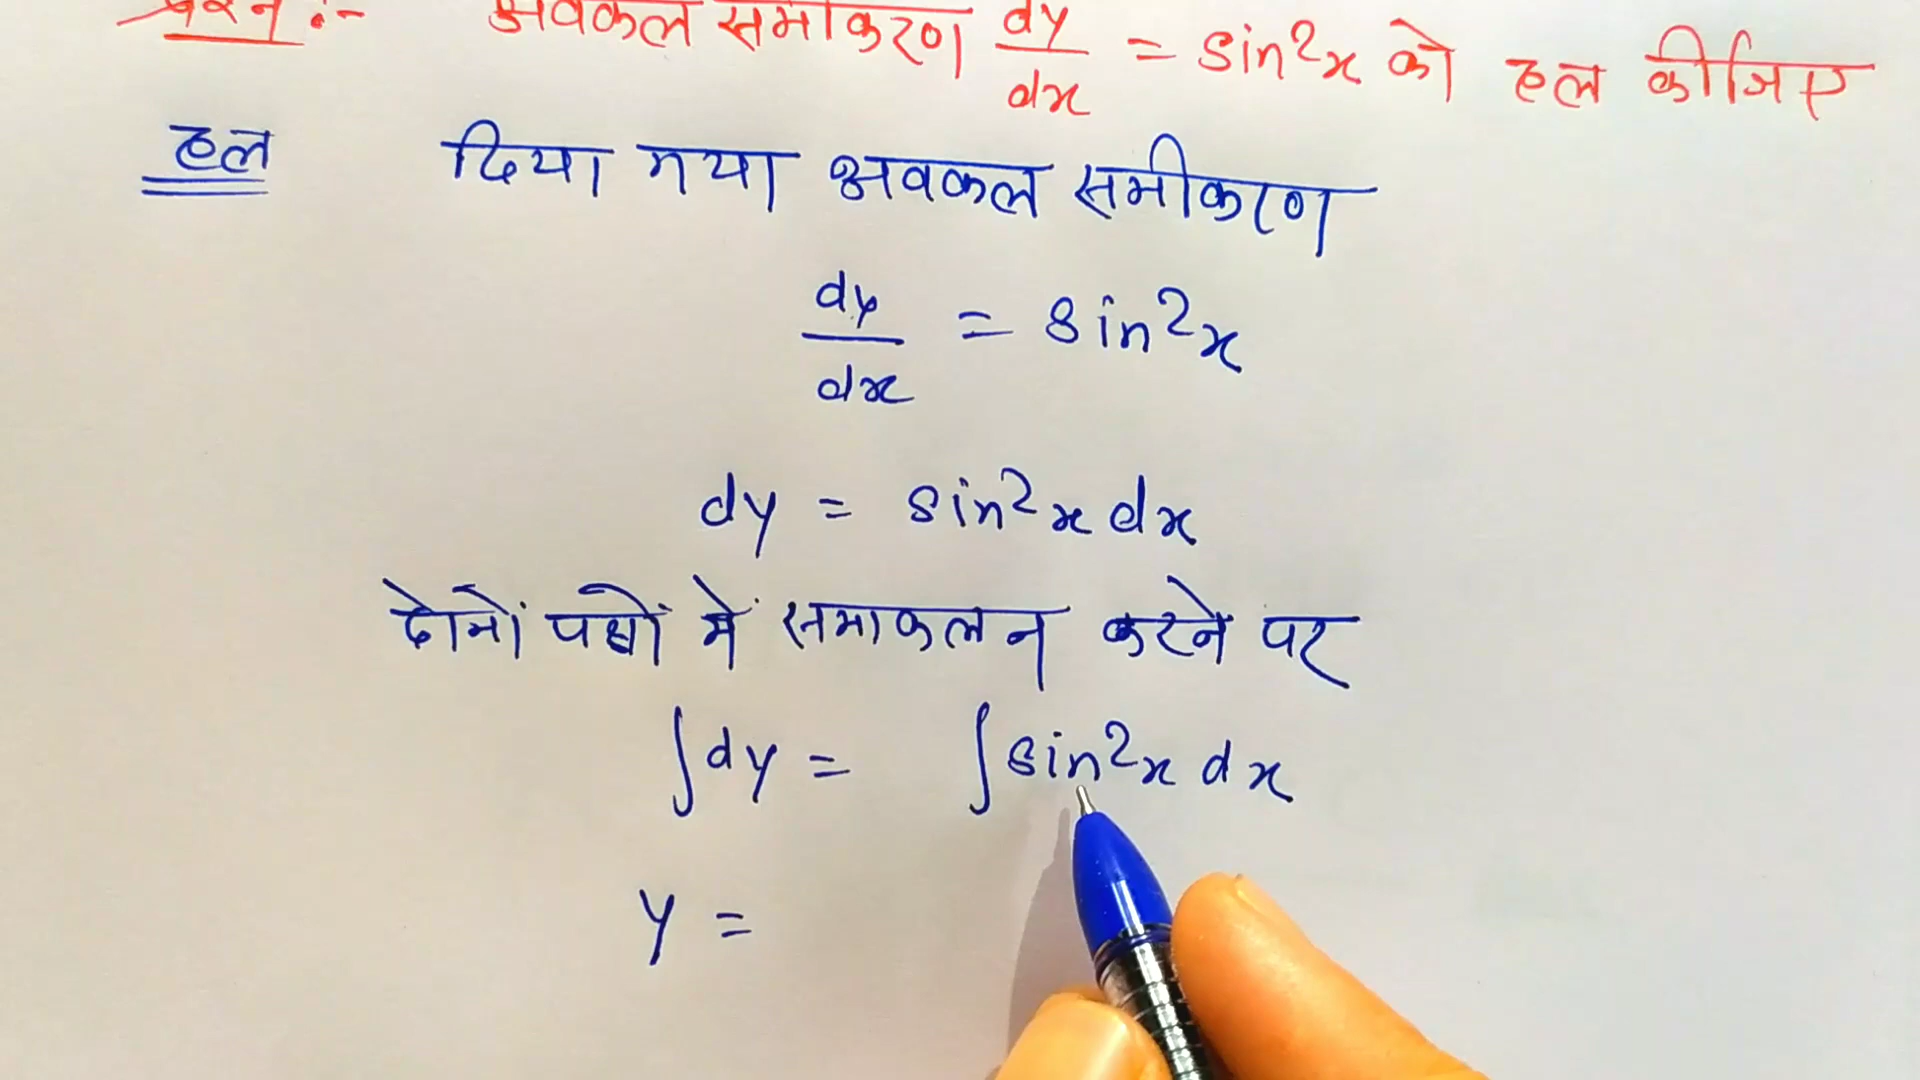 प्रश्न :- अवकल समीकरण dy/dx = sin²x को हल कीजिए
हल दिया गया अवकल समीकरण
dy/dx = sin²x
dy = sin²x dx
दोनों पक्षों में समाकलन करने पर
∫dy = ∫sin²x dx
y =